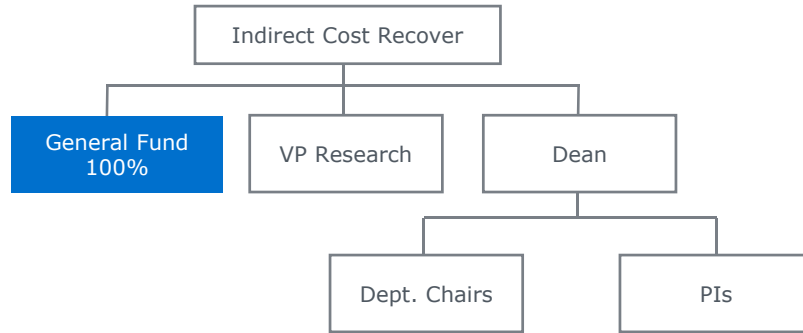 Indirect Cost Recover
General Fund
100%
VP Research
Dean
Dept. Chairs
PIs